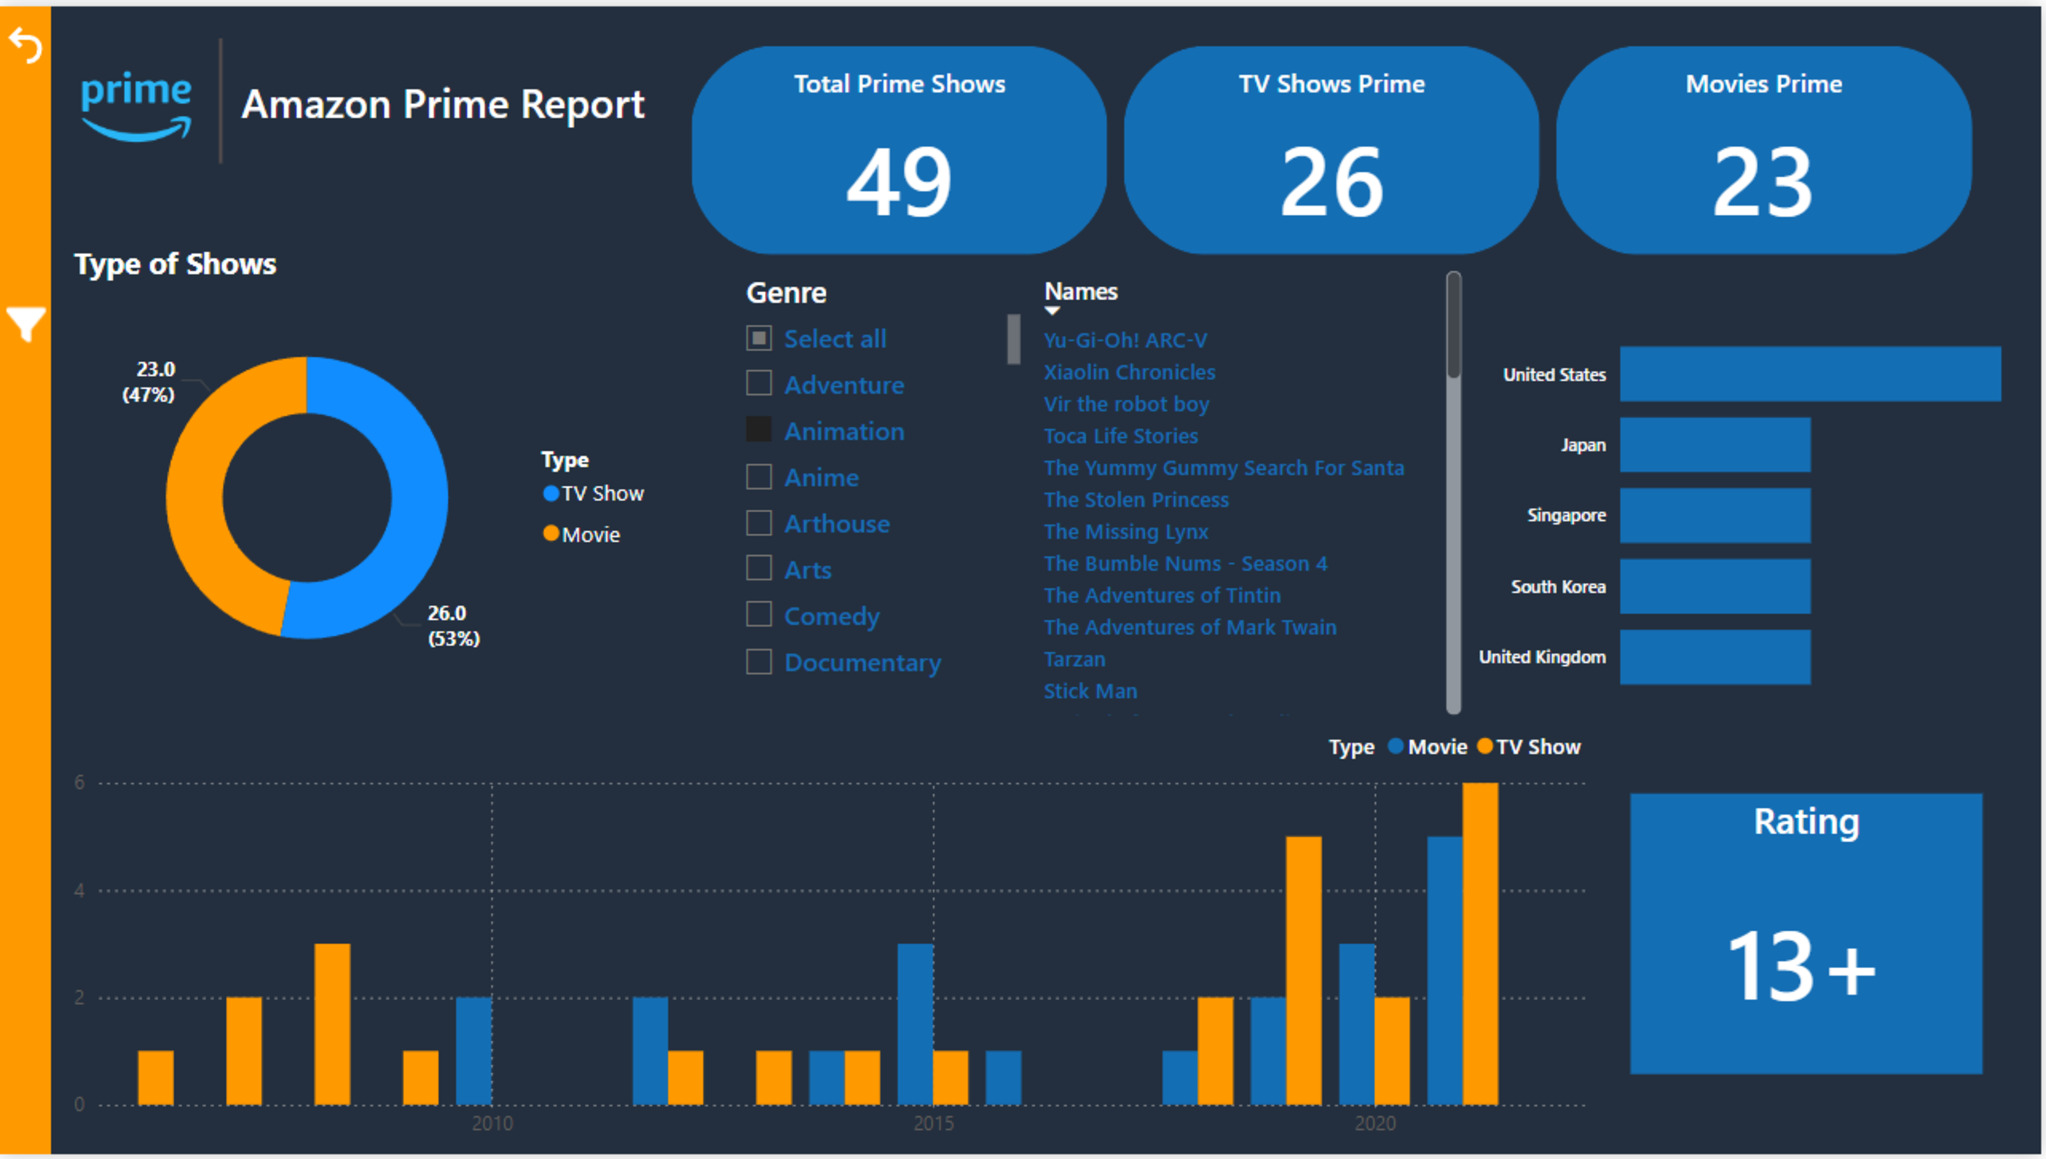 prime
Amazon Prime Report
Total Prime Shows
49
TV Shows Prime
26
Movies Prime
23
Type of Shows
23.0
(47%)
26.0
(53%)
Type
TV Show
Movie
Genre
Select all
Adventure
Animation
Anime
Arthouse
Arts
Comedy
Documentary
Names
Yu-Gi-Oh! ARC-V
Xiaolin Chronicles
Vir the robot boy
Toca Life Stories
The Yummy Gummy Search For Santa
The Stolen Princess
The Missing Lynx
The Bumble Nums - Season 4
The Adventures of Tintin
The Adventures of Mark Twain
Tarzan
Stick Man
United States
Japan
Singapore
South Korea
United Kingdom
Type Movie TV Show
6
4
2
0
2010
2015
2020
Rating
13+